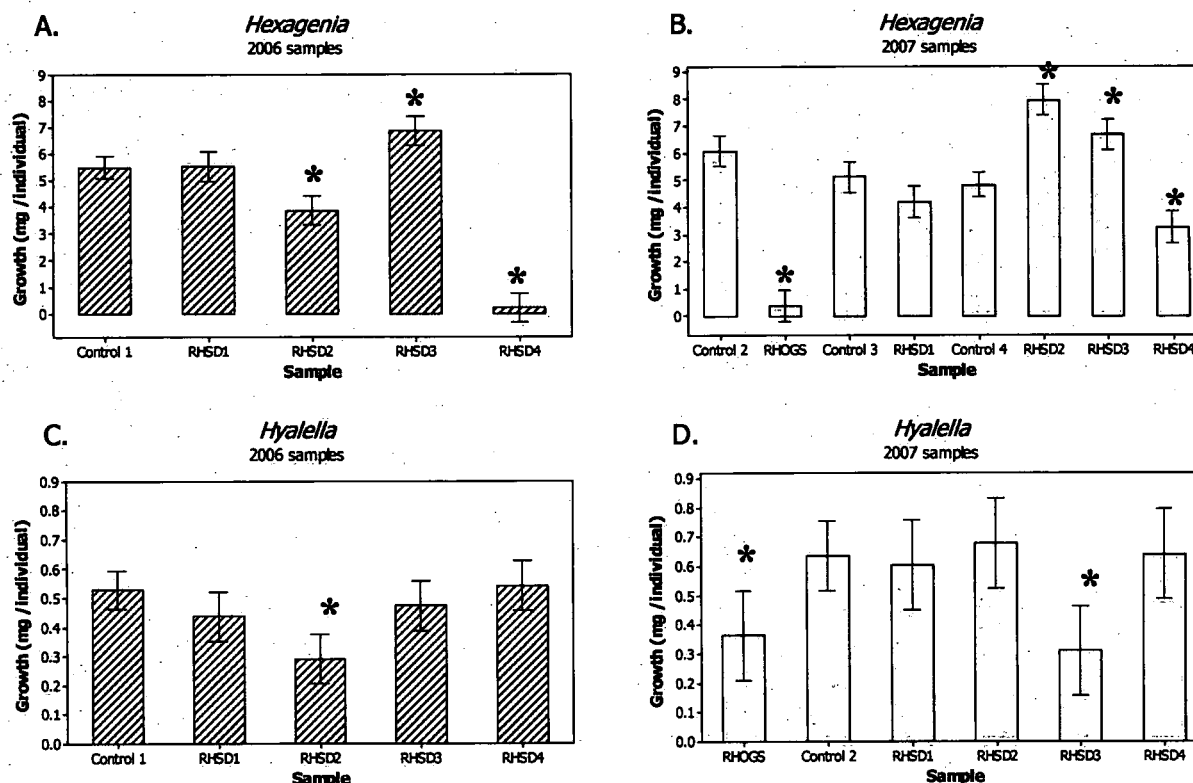 A.
Hexagenia
2006 samples
Growth (mg / individual)
9
8
7
6
5
4
3
2
1
0
*
*
*
Control 1 RHSD1 RHSD2 RHSD3 RHSD4
Sample
B.
Hexagenia
2007 samples
Growth (mg / individual)
9
8
7
6
5
4
3
2
1
0
*
*
*
*
Control 2 RHOGS Control 3 RHSD1 Control 4 RHSD2 RHSD3 RHSD4
Sample
C.
Hyalella
2006 samples
Growth (mg / individual)
0.9
0.8
0.7
0.6
0.5
0.4
0.3
0.2
0.1
0.0
*
Control 1 RHSD1 RHSD2 RHSD3 RHSD4
Sample
D.
Hyalella
2007 samples
Growth (mg / individual)
0.9
0.8
0.7
0.6
0.5
0.4
0.3
0.2
0.1
0.0
*
*
RHOGS Control 2 RHSD1 RHSD2 RHSD3 RHSD4
Sample